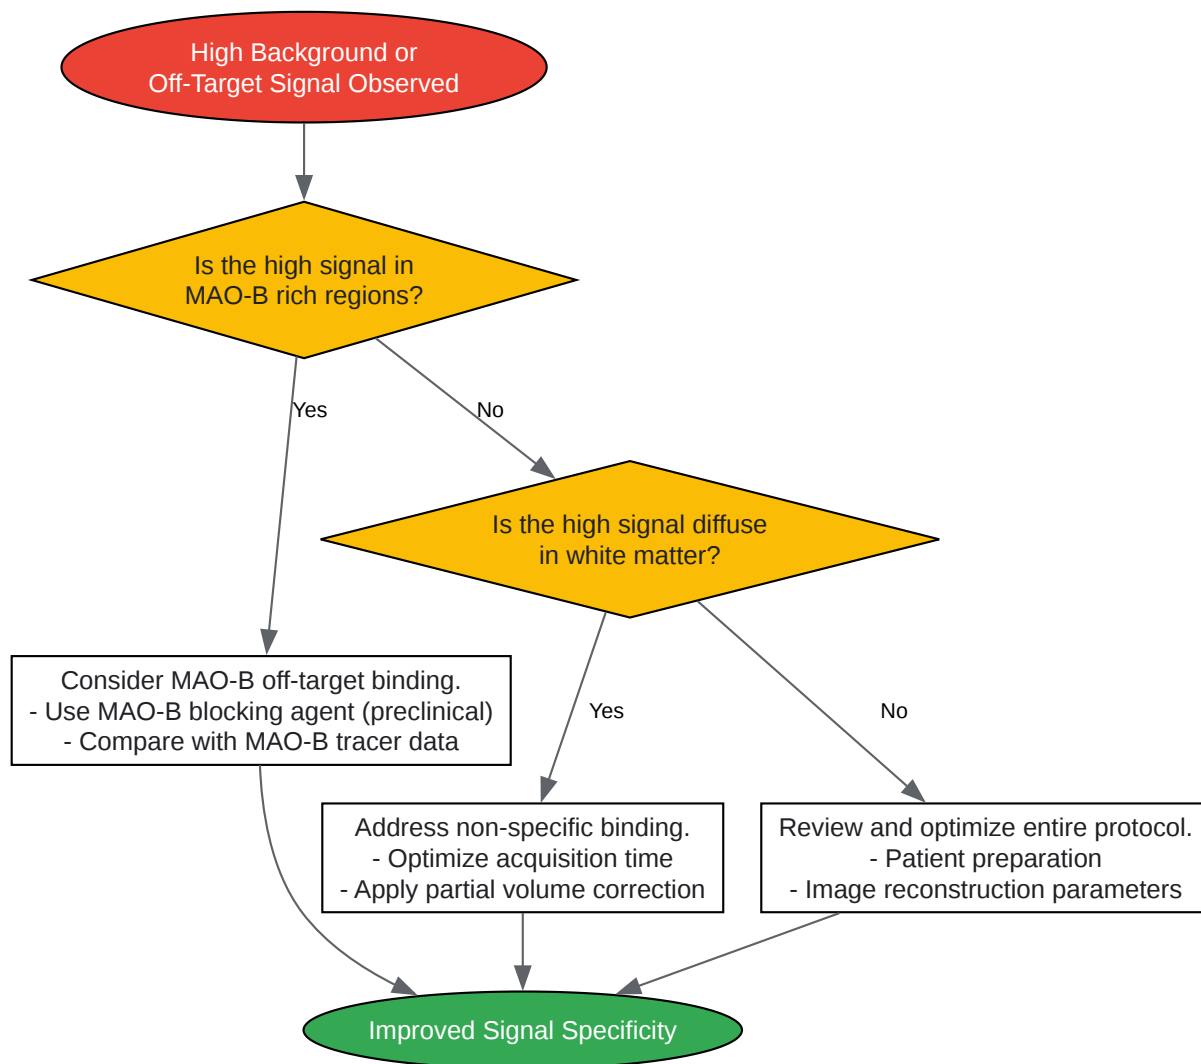 High Background or
Off-Target Signal Observed
Is the high signal in
MAO-B rich regions?
Yes
No
Is the high signal diffuse
in white matter?
Consider MAO-B off-target binding.
- Use MAO-B blocking agent (preclinical)
- Compare with MAO-B tracer data
Yes
No
Address non-specific binding.
- Optimize acquisition time
- Apply partial volume correction
Review and optimize entire protocol.
- Patient preparation
- Image reconstruction parameters
Improved Signal Specificity